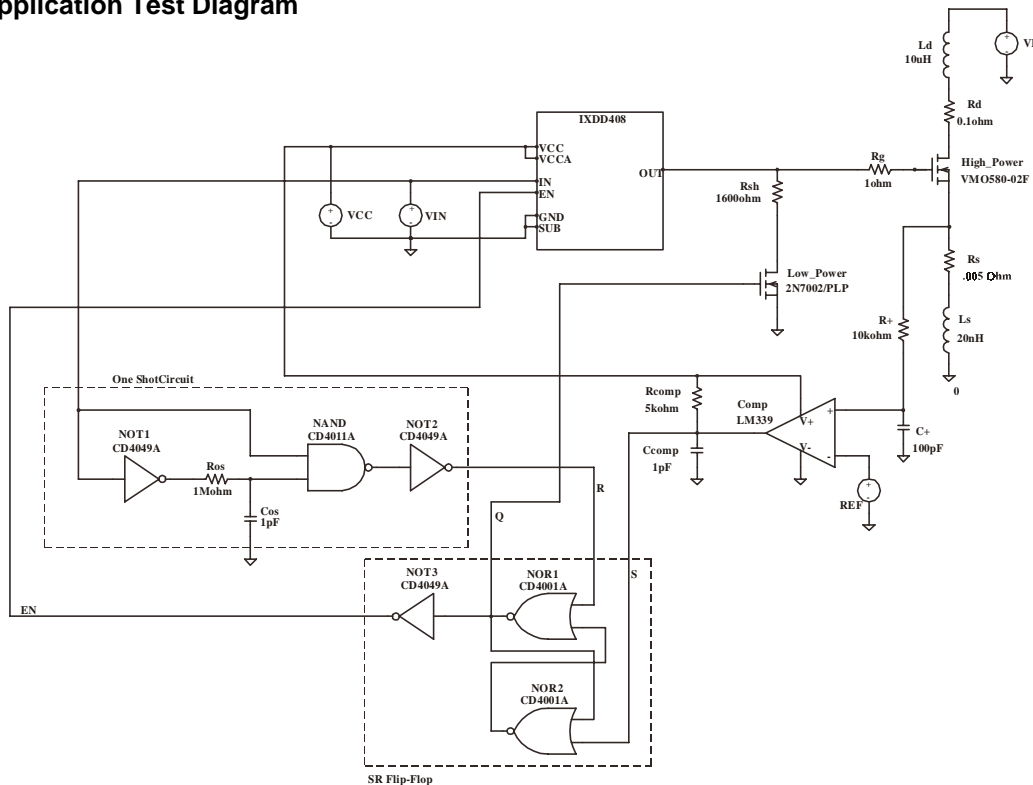 pplication Test Diagram
Ld
10uH
Rd
0.1ohm
IXDD408
VCC
VCCA
IN
EN
GND
SUB
OUT
Rg
1ohm
High_Power
VMO580-02F
Rsh
1600ohm
VCC
VIN
Low_Power
2N7002/PLP
Rs
.005 Ohm
R+
10kohm
Ls
20nH
0
One ShotCircuit
NOT1
CD4049A
Ros
1Mohm
Cos
1pF
NAND
CD4011A
NOT2
CD4049A
Rcomp
5kohm
Comp
LM339
V+
V-
+
-
Ccomp
1pF
C+
100pF
REF
R
Q
S
EN
NOT3
CD4049A
NOR1
CD4001A
NOR2
CD4001A
SR Flip-Flop